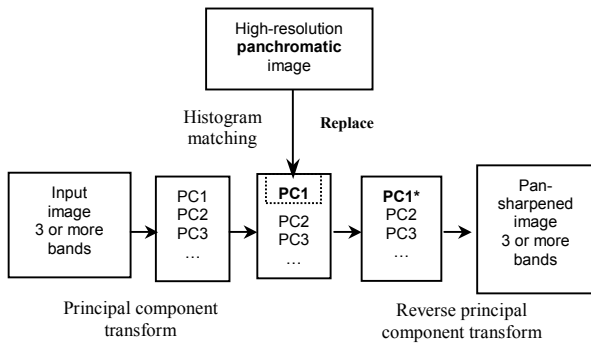 High-resolution
panchromatic
image
Histogram
matching
Replace
Input
image
3 or more
bands
PC1
PC2
PC3
…
PC1
PC2
PC3
…
PC1*
PC2
PC3
…
Pan-
sharpened
image
3 or more
bands
Principal component
transform
Reverse principal
component transform